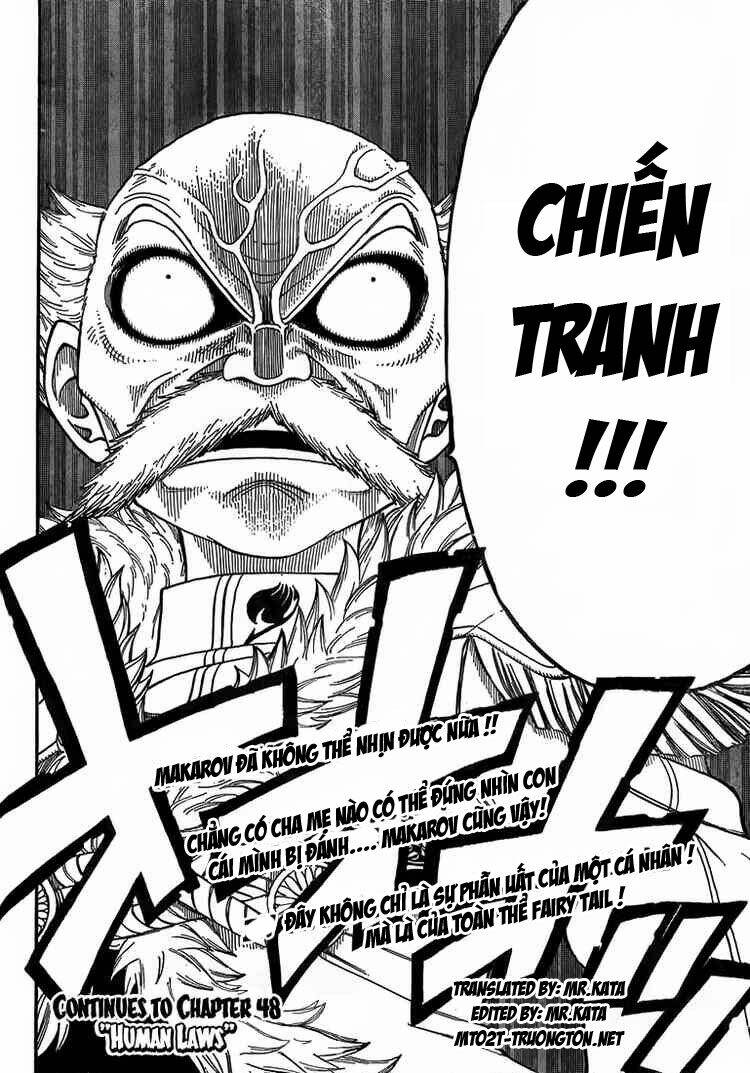 CHIẾN
TRANH
!!!
MAKAROV ĐÃ KHÔNG THỂ NHỊN ĐƯỢC NỮA !!
CHẲNG CÓ CHA MẸ NÀO CÓ THỂ ĐỨNG NHÌN CON
CÁI MÌNH BỊ ĐÁNH.... MAKAROV CŨNG VẬY!
ĐÂY KHÔNG CHỈ LÀ SỰ PHẪN UẤT CỦA MỘT CÁ NHÂN !
MÀ LÀ CỦA TOÀN THỂ FAIRY TAIL !
CONTINUES TO CHAPTER 48
"HUMAN LAWS"
TRANSLATED BY: MR.KATA
EDITED BY: MR.KATA
MTO2T-TRUONGTON.NET